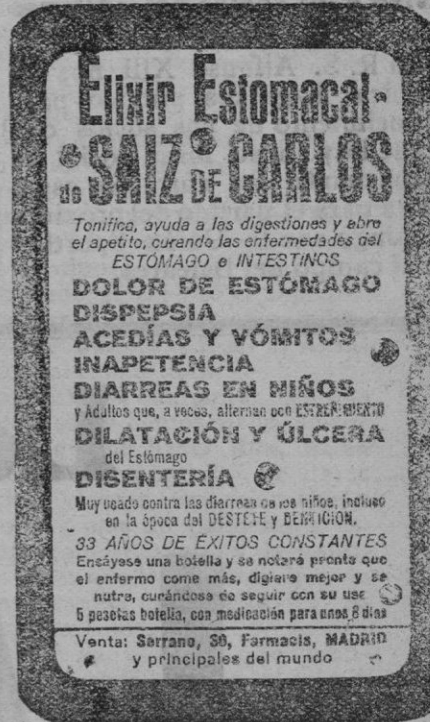 Elixir Estomacal
de SAIZ DE CARLOS
Tonifica, ayuda a las digestiones y abre
el apetito, curando las enfermedades del
ESTÓMAGO e INTESTINOS
DOLOR DE ESTÓMAGO
DISPEPSIA
ACEDÍAS Y VÓMITOS
INAPETENCIA
DIARREAS EN NIÑOS
y Adultos que, a veces, alternan con ESTREÑIMIENTO
DILATACIÓN Y ÚLCERA
del Estómago
DISENTERÍA
Muy usado contra las diarreas de los niños, incluso
en la época del DESTETE y DENTICIÓN.
33 AÑOS DE ÉXITOS CONSTANTES
Ensáyese una botella y se notará pronto que
el enfermo come más, digiere mejor y se
nutre, curándose de seguir con su uso
5 pesetas botella, con medicación para unos 8 días
Venta: Serrano, 30, Farmacia, MADRID
y principales del mundo